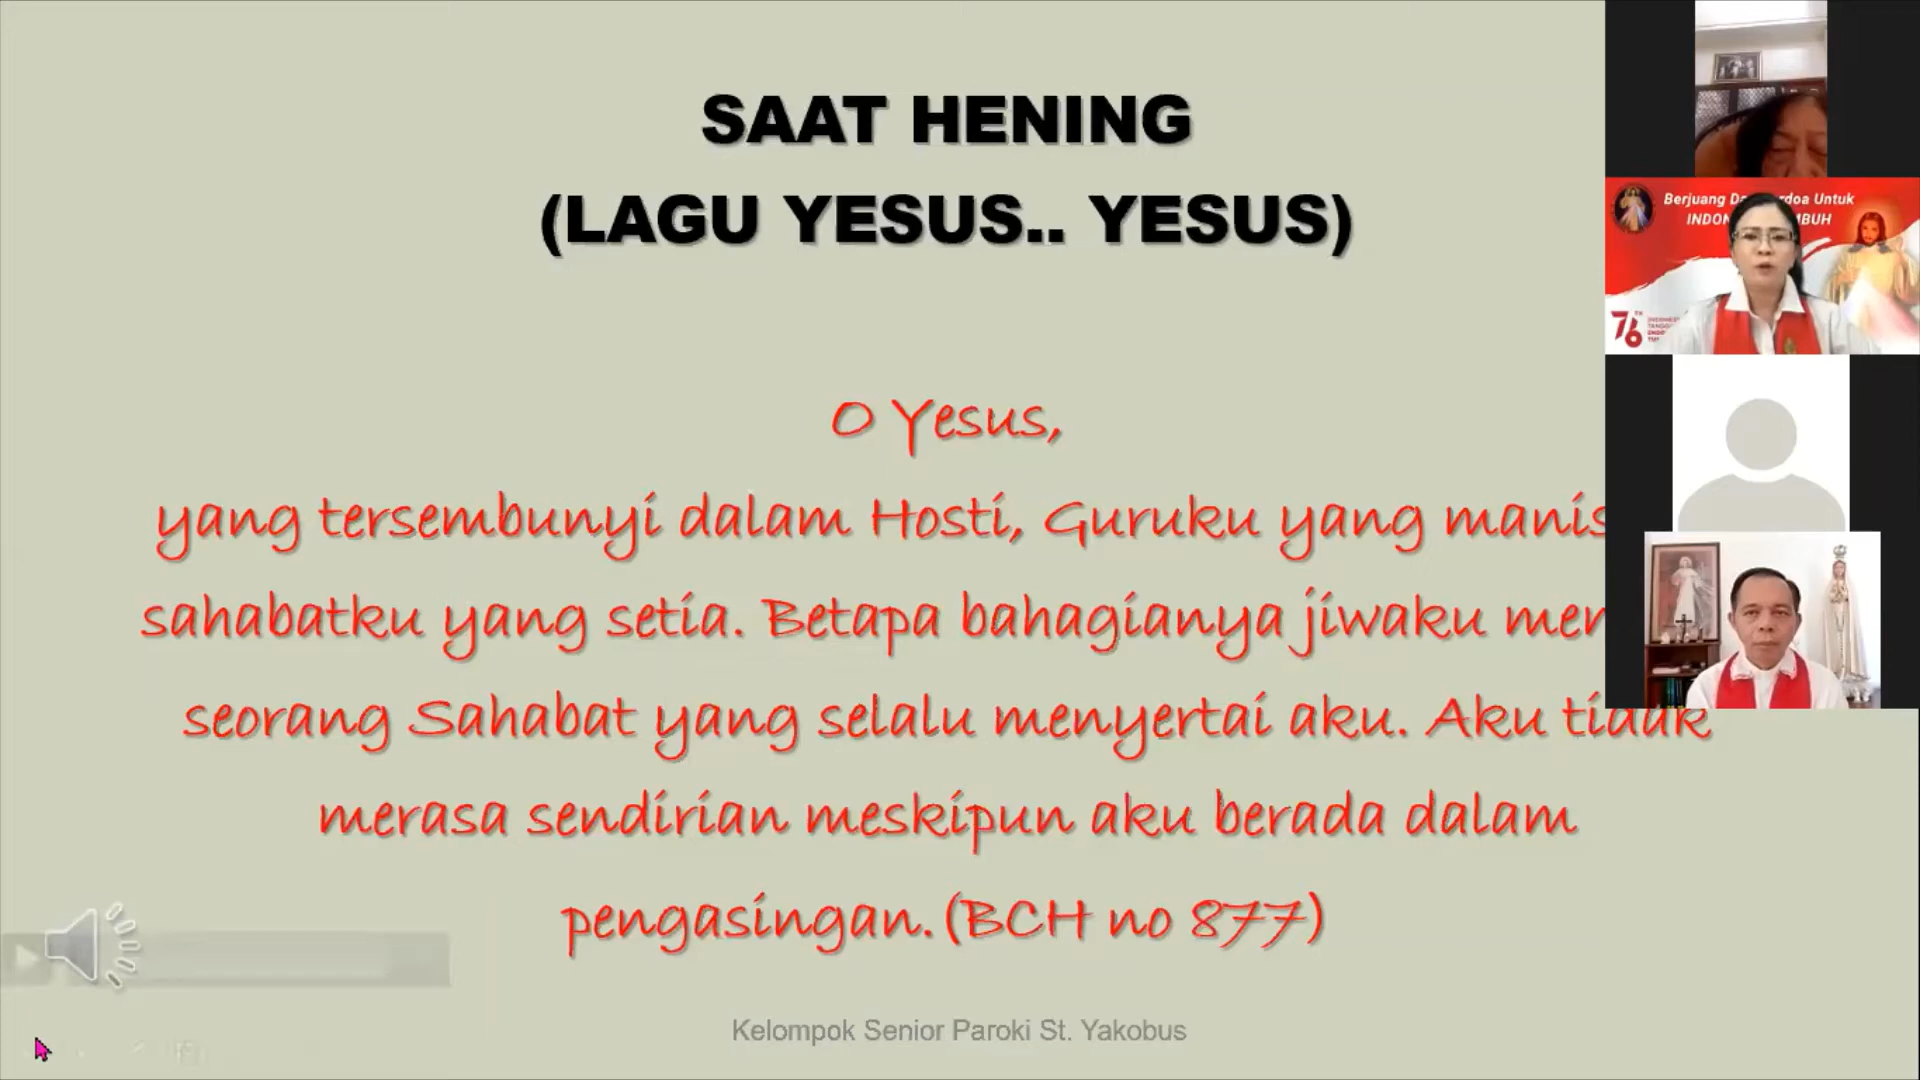 SAAT HENING
(LAGU YESUS.. YESUS)
O Yesus,
yang tersembunyi dalam Hosti, Guruku yang manis
sahabatku yang setia. Betapa bahagianya jiwaku
seorang Sahabat yang selalu menyertai aku. Aku tidak
merasa sendirian meskipun aku berada dalam
pengasingan. (BCH no 877)
Kelompok Senior Paroki St. Yakobus
Berjuang Untuk
76